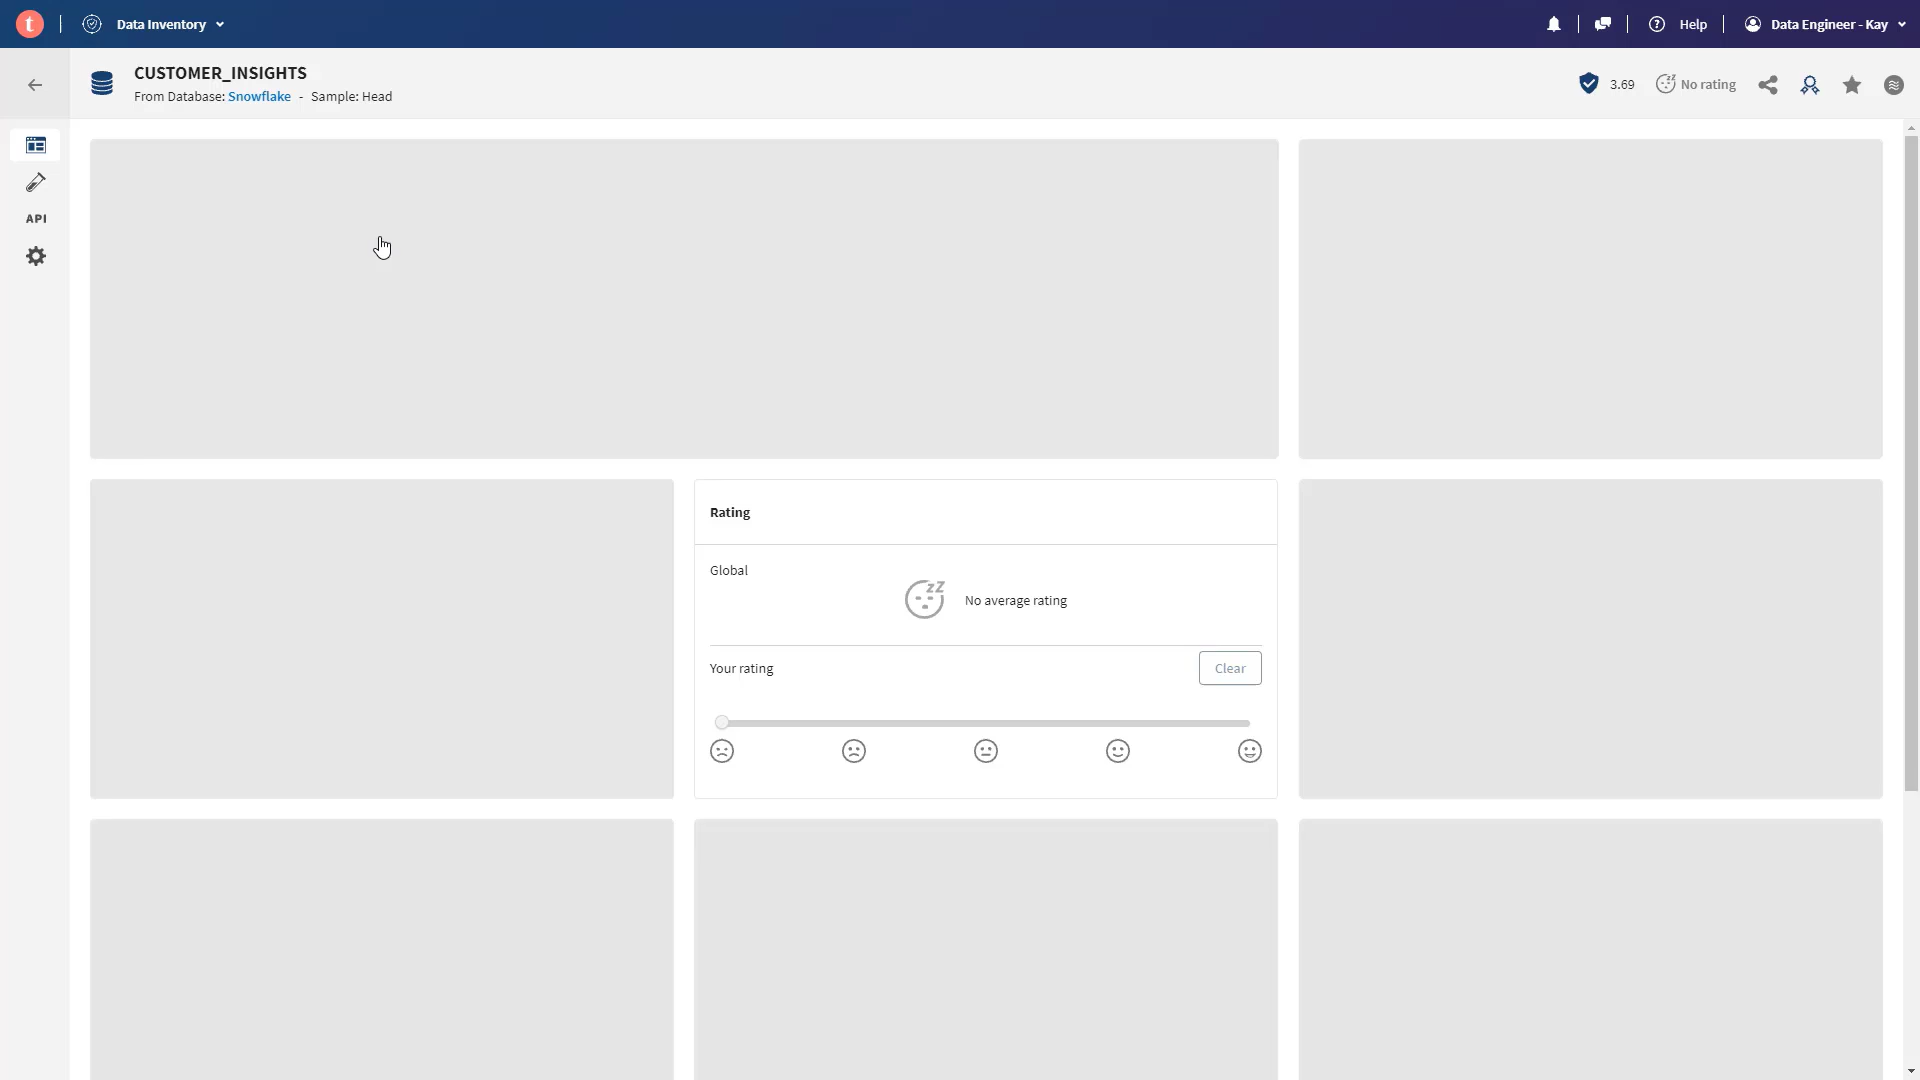 t
Data Inventory
Help
Data Engineer - Kay
CUSTOMER_INSIGHTS
From Database: Snowflake - Sample: Head
3.69
No rating
API
Rating
Global
zZ
No average rating
Your rating
Clear